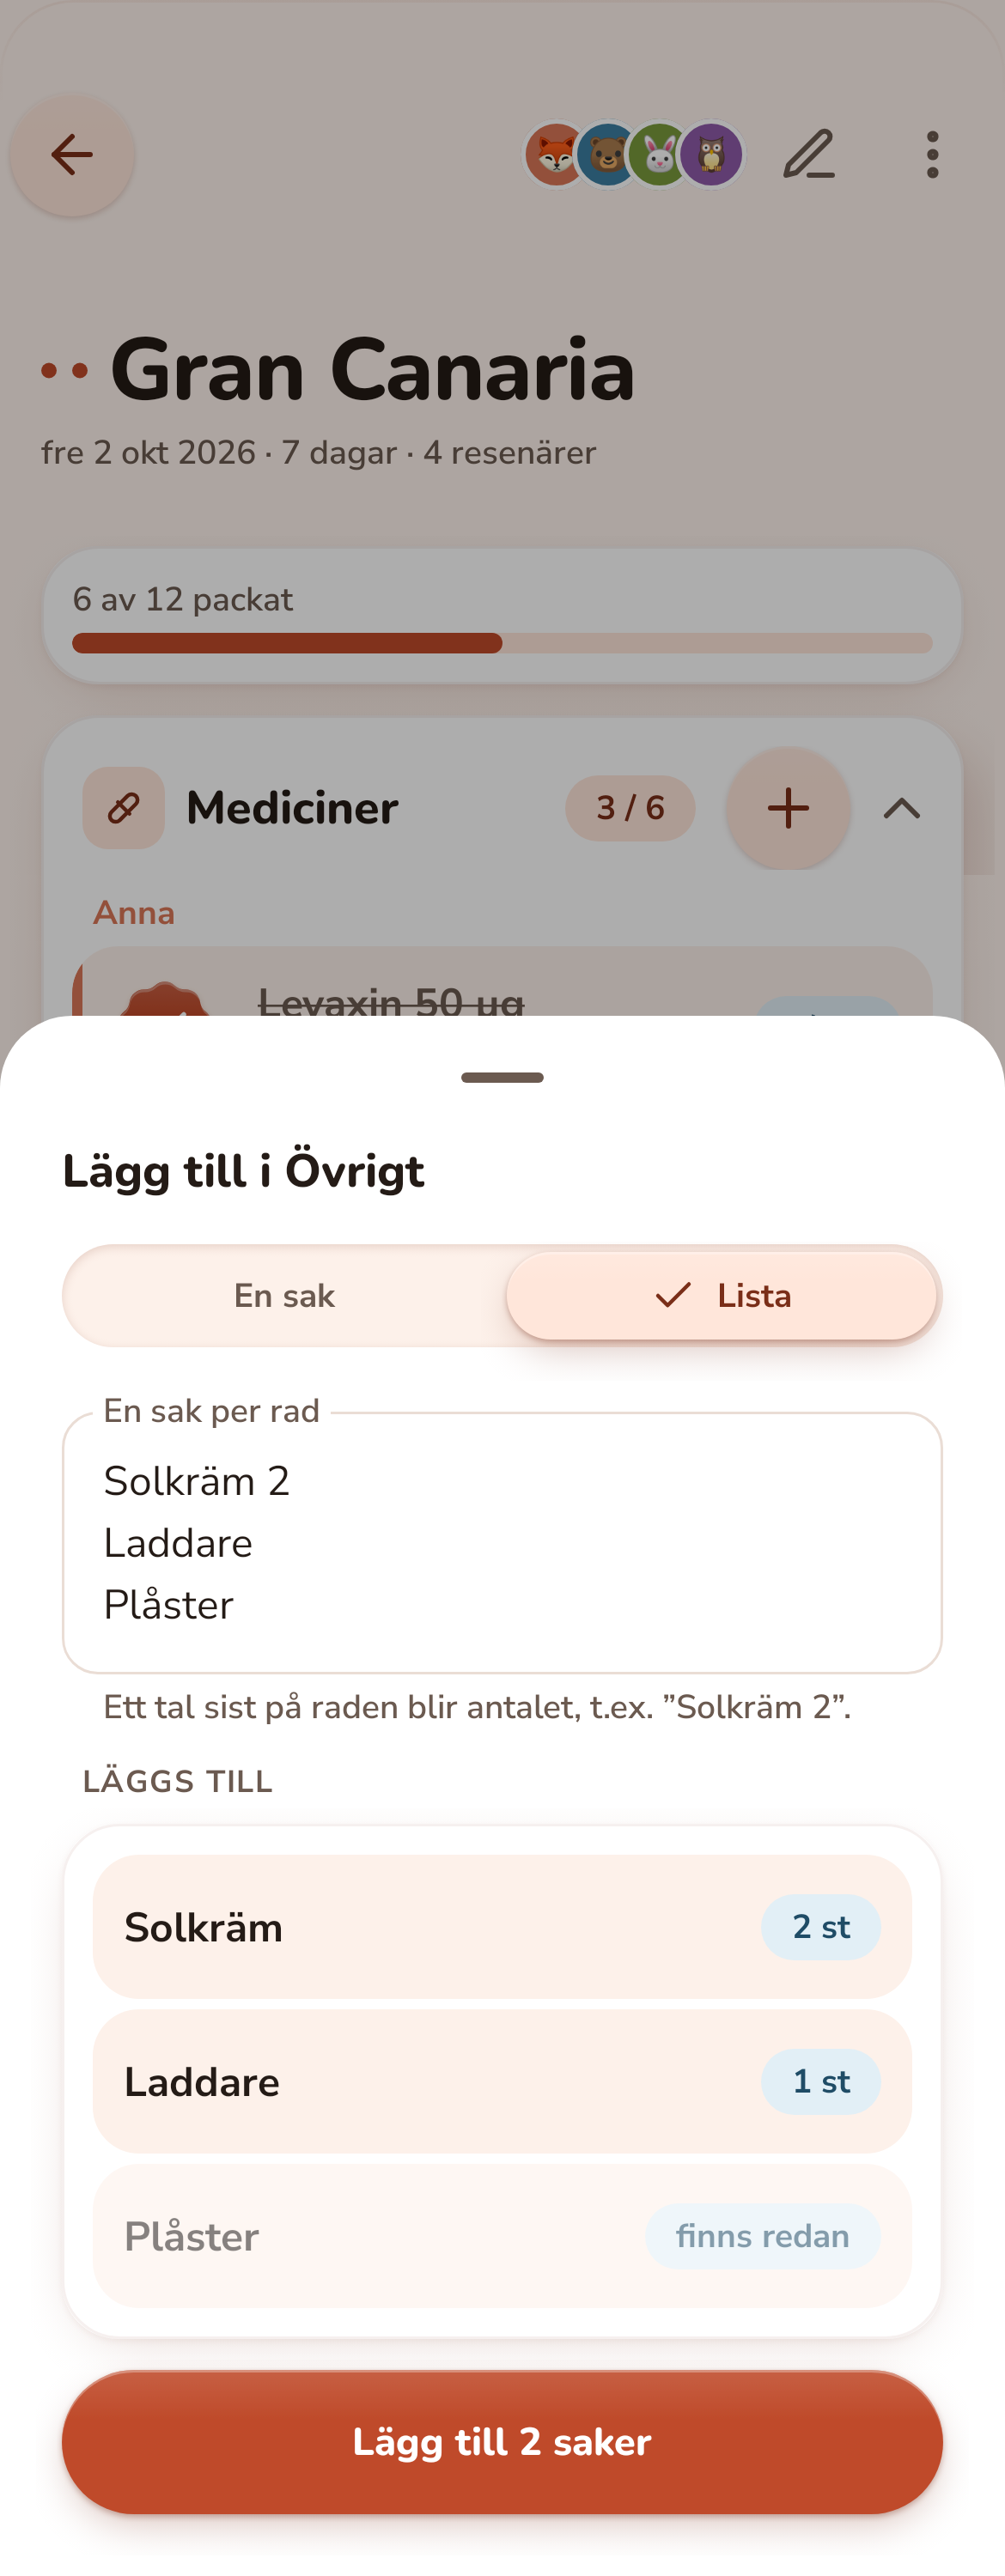 Gran Canaria
fre 2 okt 2026 · 7 dagar · 4 resenärer
6 av 12 packat
Mediciner
3 / 6
Anna
Levaxin 50 ug
Lägg till i Övrigt
En sak
Lista
En sak per rad
Solkräm 2
Laddare
Plåster
Ett tal sist på raden blir antalet, t.ex. ”Solkräm 2”.
LÄGGS TILL
Solkräm
2 st
Laddare
1 st
Plåster
finns redan
Lägg till 2 saker